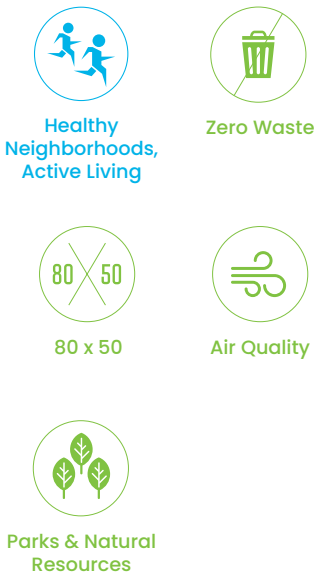 Healthy
Neighborhoods,
Active Living
Zero Waste
80 50
80 x 50
Air Quality
Parks & Natural
Resources